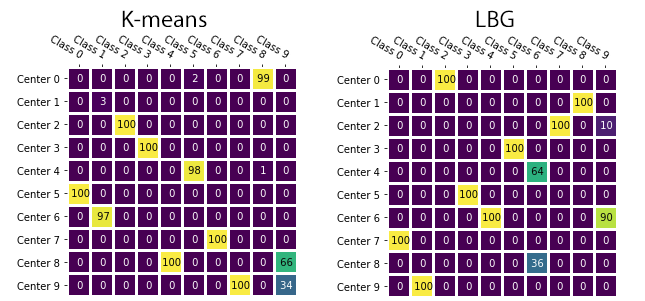 K-means
Class 0 Class 1 Class 2 Class 3 Class 4 Class 5 Class 6 Class 7 Class 8 Class 9
Center 0 0 0 0 0 0 2 0 0 99 0
Center 1 0 3 0 0 0 0 0 0 0 0
Center 2 0 0 100 0 0 0 0 0 0 0
Center 3 0 0 0 100 0 0 0 0 0 0
Center 4 0 0 0 0 0 98 0 0 1 0
Center 5 100 0 0 0 0 0 0 0 0 0
Center 6 0 97 0 0 0 0 0 0 0 0
Center 7 0 0 0 0 0 0 100 0 0 0
Center 8 0 0 0 0 100 0 0 0 0 66
Center 9 0 0 0 0 0 0 0 100 0 34
LBG
Class 0 Class 1 Class 2 Class 3 Class 4 Class 5 Class 6 Class 7 Class 8 Class 9
Center 0 0 0 100 0 0 0 0 0 0 0
Center 1 0 0 0 0 0 0 0 0 100 0
Center 2 0 0 0 0 0 0 0 100 0 10
Center 3 0 0 0 0 0 100 0 0 0 0
Center 4 0 0 0 0 0 0 64 0 0 0
Center 5 0 0 0 100 0 0 0 0 0 0
Center 6 0 0 0 0 100 0 0 0 0 90
Center 7 100 0 0 0 0 0 0 0 0 0
Center 8 0 0 0 0 0 0 36 0 0 0
Center 9 0 100 0 0 0 0 0 0 0 0